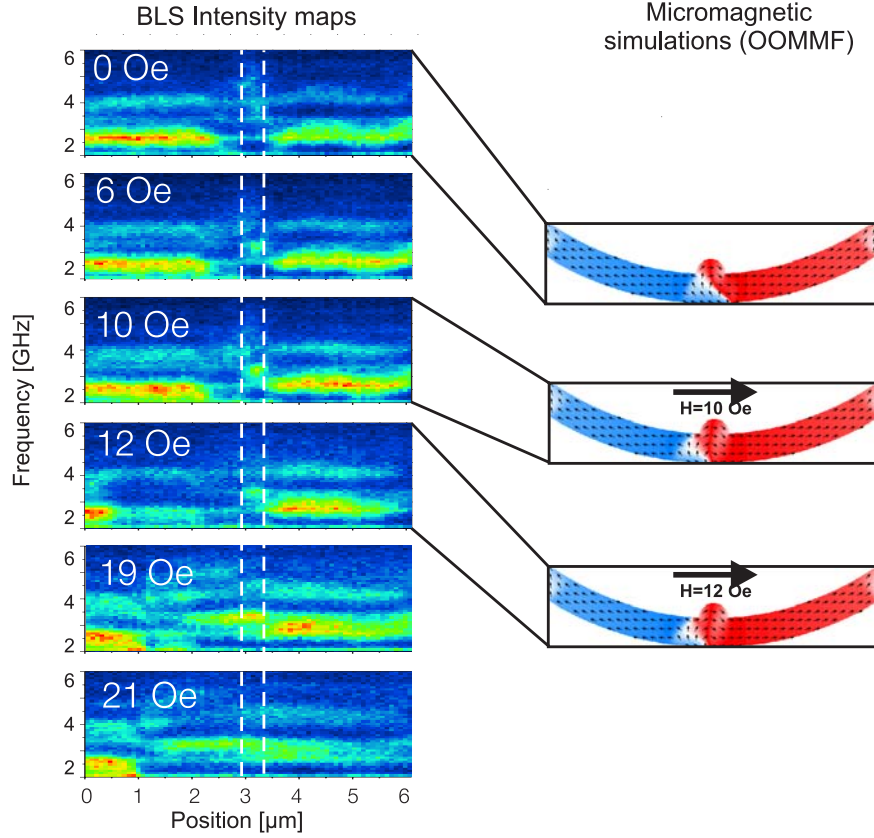 BLS Intensity maps
Micromagnetic
simulations (OOMMF)
Frequency [GHz]
6
4
2
0 Oe
6
4
2
6 Oe
6
4
2
10 Oe
6
4
2
12 Oe
6
4
2
19 Oe
6
4
2
21 Oe
0
1
2
3
4
5
6
Position [µm]
H=10 Oe
H=12 Oe